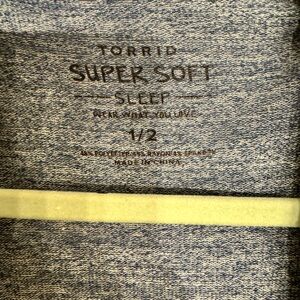 TORRID
SUPER SOFT
SLEEP
WEAR WHAT YOU LOVE
1/2
MADE IN CHINA